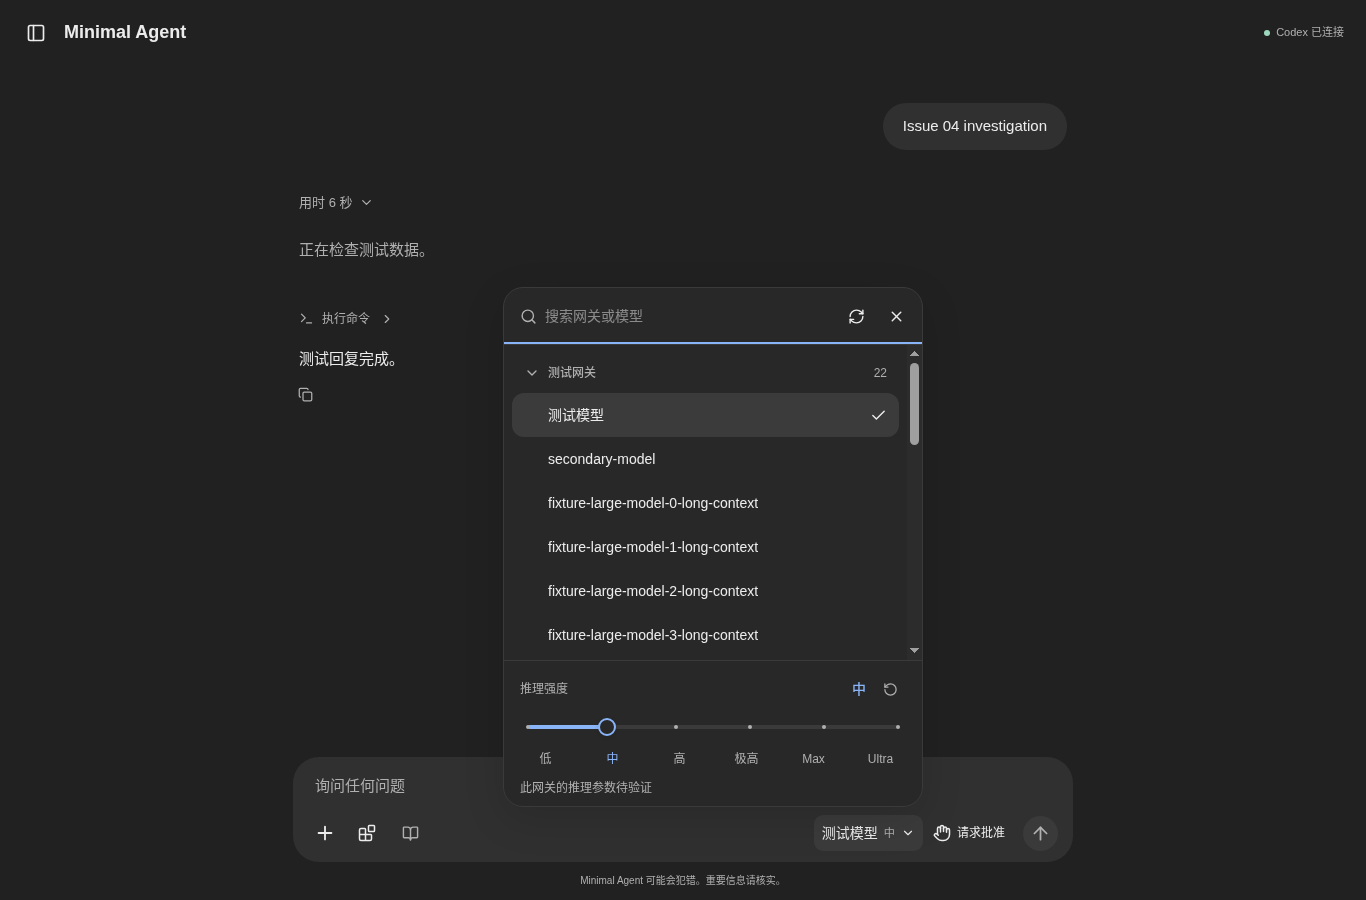 Minimal Agent
Codex 已连接
Issue 04 investigation
用时 6 秒
正在检查测试数据。
执行命令
测试回复完成。
搜索网关或模型
测试网关 22
测试模型
secondary-model
fixture-large-model-0-long-context
fixture-large-model-1-long-context
fixture-large-model-2-long-context
fixture-large-model-3-long-context
推理强度 中
低 中 高 极高 Max Ultra
此网关的推理参数待验证
询问任何问题
测试模型 中 请求批准
Minimal Agent 可能会犯错。重要信息请核实。